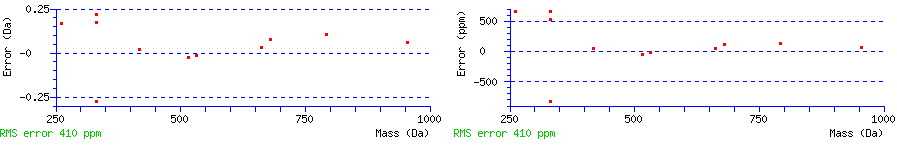 0.25
-0
-0.25
Error (Da)
250 500 750 1000
RMS error 410 ppm Mass (Da)
500
0
-500
Error (ppm)
250 500 750 1000
RMS error 410 ppm Mass (Da)